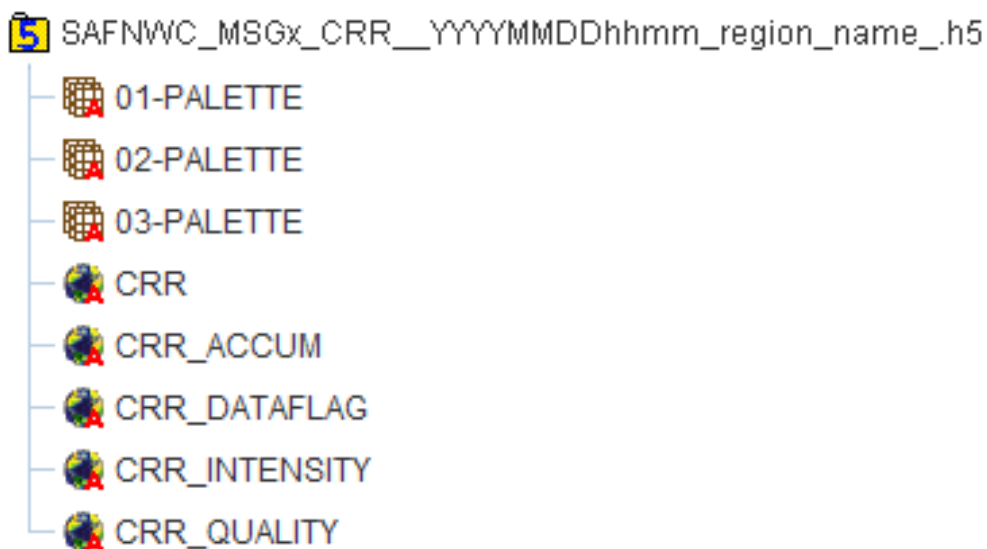 SAFNWC_MSGx_CRR__YYYYMMDDhhmm_region_name_.h5
01-PALETTE
02-PALETTE
03-PALETTE
CRR
CRR_ACCUM
CRR_DATAFLAG
CRR_INTENSITY
CRR_QUALITY